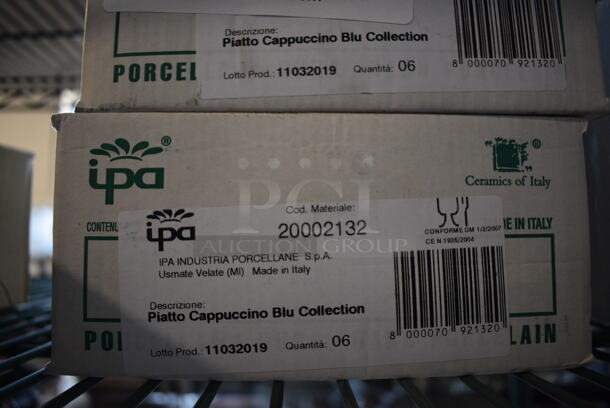 Descrizione:
Piatto Cappuccino Blu Collection
PORCEL
Lotto Prod.: 11032019 Quantità: 06
8 000070 921320
ipa ®
®
Ceramics of Italy
PCI
AUCTION GROUP
ipa
Cod. Materiale:
20002132
CONFORME DM 1/2/2007
CE N.1935/2004
DE IN ITALY
IPA INDUSTRIA PORCELLANE S.p.A.
Usmate Velate (MI) Made in Italy
Descrizione:
Piatto Cappuccino Blu Collection
Lotto Prod.: 11032019 Quantità: 06
8 000070 921320
POI
LAIN